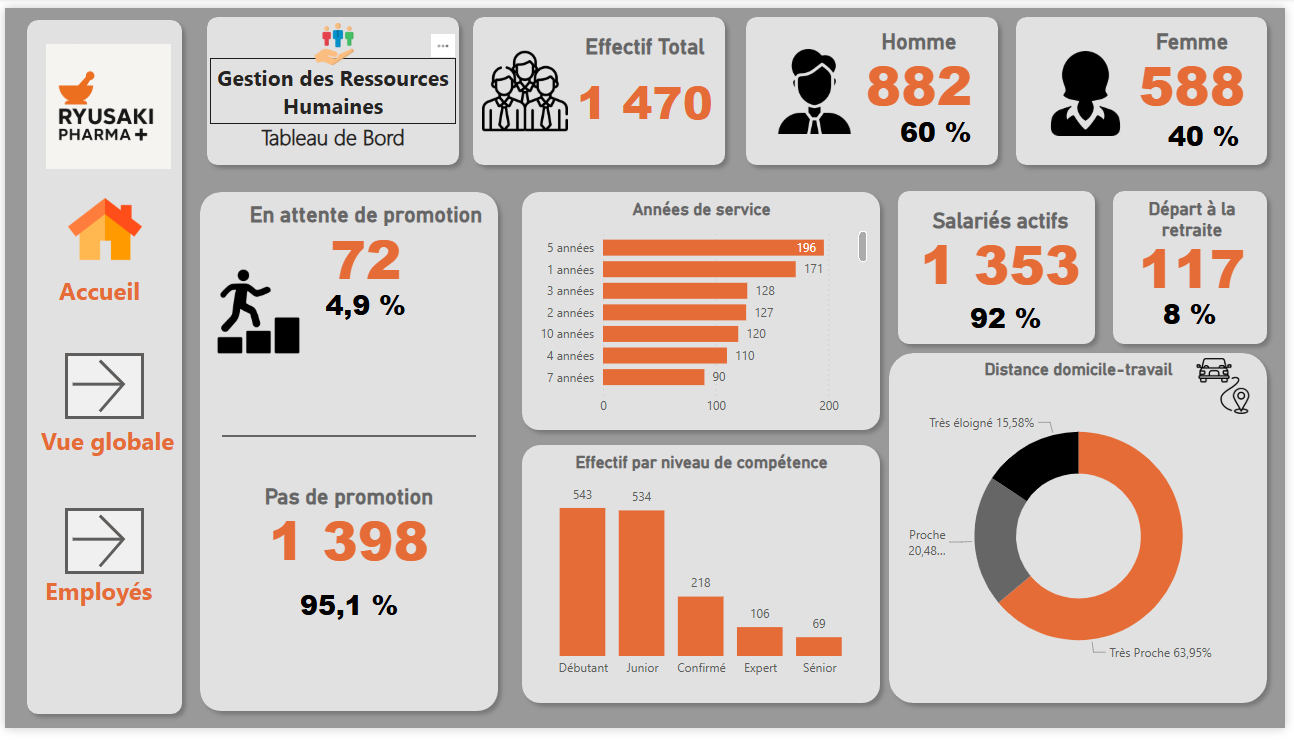 RYUSAKI
PHARMA+
Accueil
Vue globale
Employés
...
Gestion des Ressources
Humaines
Tableau de Bord
Effectif Total
1 470
Homme
882
60 %
Femme
588
40 %
En attente de promotion
72
4,9 %
Pas de promotion
1 398
95,1 %
Années de service
5 années 196
1 années 171
3 années 128
2 années 127
10 années 120
4 années 110
7 années 90
0 100 200
Effectif par niveau de compétence
543 534 218 106 69
Débutant Junior Confirmé Expert Sénior
Salariés actifs
1 353
92 %
Départ à la
retraite
117
8 %
Distance domicile-travail
Très éloigné 15,58%
Proche
20,48...
Très Proche 63,95%